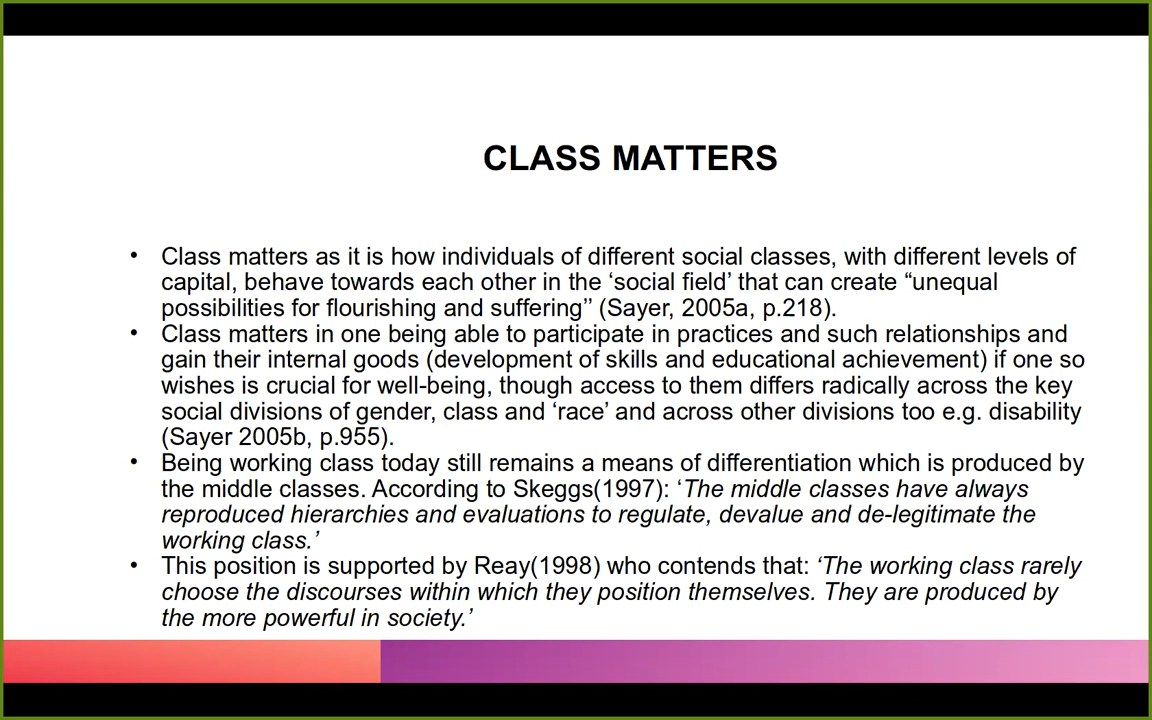 CLASS MATTERS
• Class matters as it is how individuals of different social classes, with different levels of
capital, behave towards each other in the ‘social field’ that can create “unequal
possibilities for flourishing and suffering’’ (Sayer, 2005a, p.218).
• Class matters in one being able to participate in practices and such relationships and
gain their internal goods (development of skills and educational achievement) if one so
wishes is crucial for well-being, though access to them differs radically across the key
social divisions of gender, class and ‘race’ and across other divisions too e.g. disability
(Sayer 2005b, p.955).
• Being working class today still remains a means of differentiation which is produced by
the middle classes. According to Skeggs(1997): ‘The middle classes have always
reproduced hierarchies and evaluations to regulate, devalue and de-legitimate the
working class.’
• This position is supported by Reay(1998) who contends that: ‘The working class rarely
choose the discourses within which they position themselves. They are produced by
the more powerful in society.’